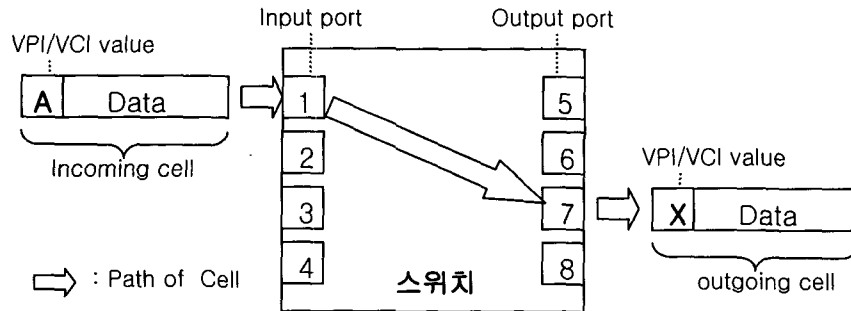 Input port
Output port
VPI/VCI value
A Data
1
5
Incoming cell
2
6
VPI/VCI value
3
7
X Data
4
8
: Path of Cell
스위치
outgoing cell